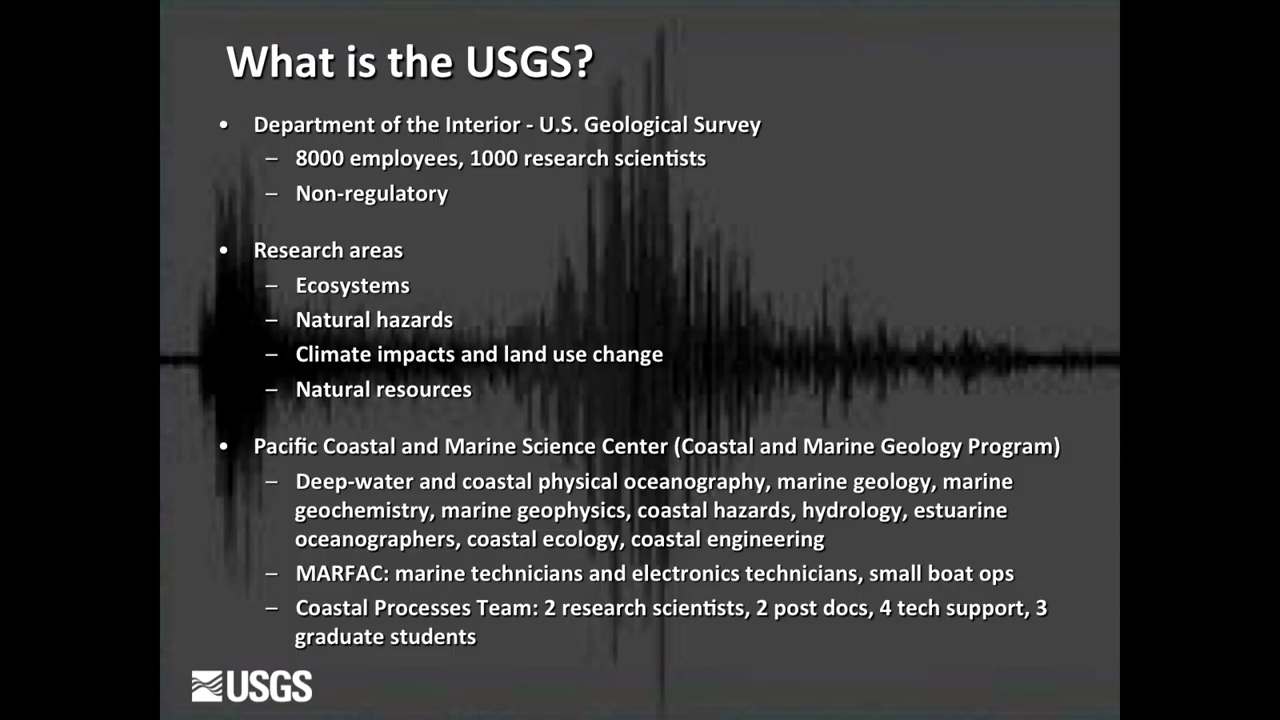 What is the USGS?
• Department of the Interior - U.S. Geological Survey
– 8000 employees, 1000 research scientists
– Non-regulatory
• Research areas
– Ecosystems
– Natural hazards
– Climate impacts and land use change
– Natural resources
• Pacific Coastal and Marine Science Center (Coastal and Marine Geology Program)
– Deep-water and coastal physical oceanography, marine geology, marine
geochemistry, marine geophysics, coastal hazards, hydrology, estuarine
oceanographers, coastal ecology, coastal engineering
– MARFAC: marine technicians and electronics technicians, small boat ops
– Coastal Processes Team: 2 research scientists, 2 post docs, 4 tech support, 3
graduate students
USGS